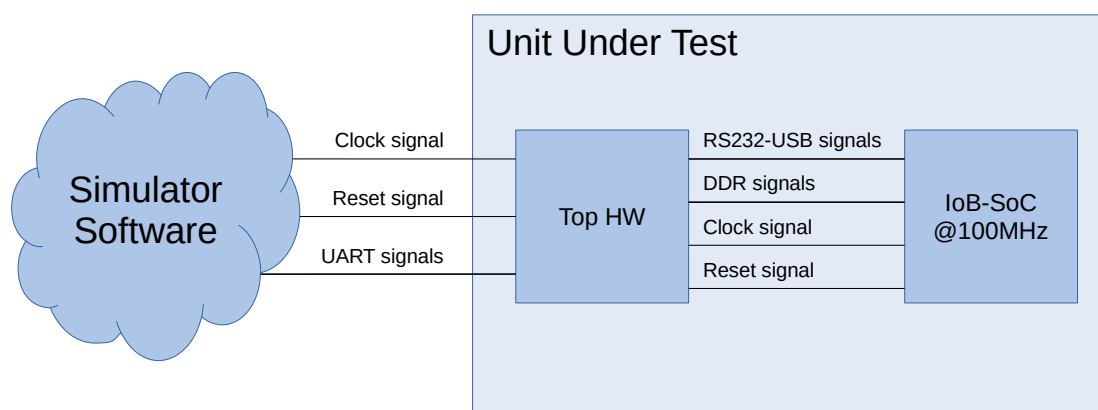 Unit Under Test
Simulator
Software
Clock signal
Reset signal
UART signals
Top HW
RS232-USB signals
DDR signals
Clock signal
Reset signal
IoB-SoC
@100MHz